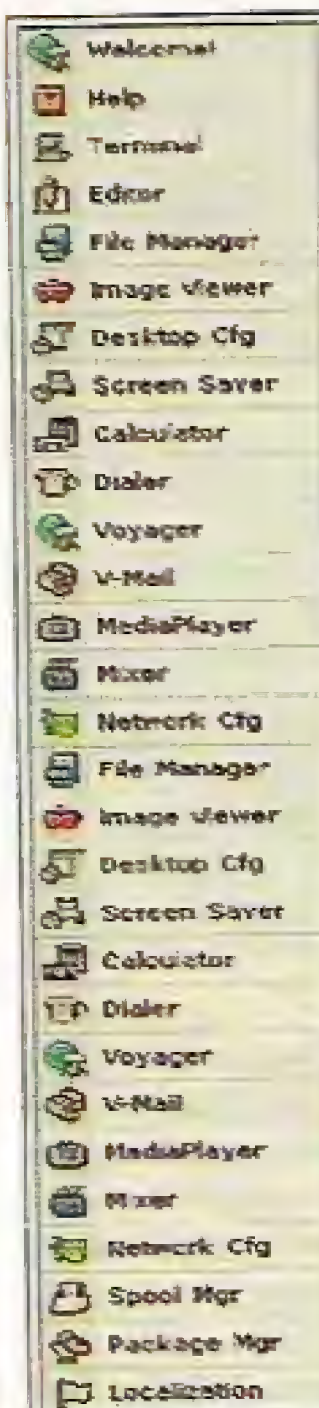 Welcome!
Help
Terminal
Editor
File Manager
Image Viewer
Desktop Cfg
Screen Saver
Calculator
Dialer
Voyager
V-Mail
MediaPlayer
Mixer
Network Cfg
File Manager
Image Viewer
Desktop Cfg
Screen Saver
Calculator
Dialer
Voyager
V-Mail
MediaPlayer
Mixer
Network Cfg
Spool Mgr
Package Mgr
Localization